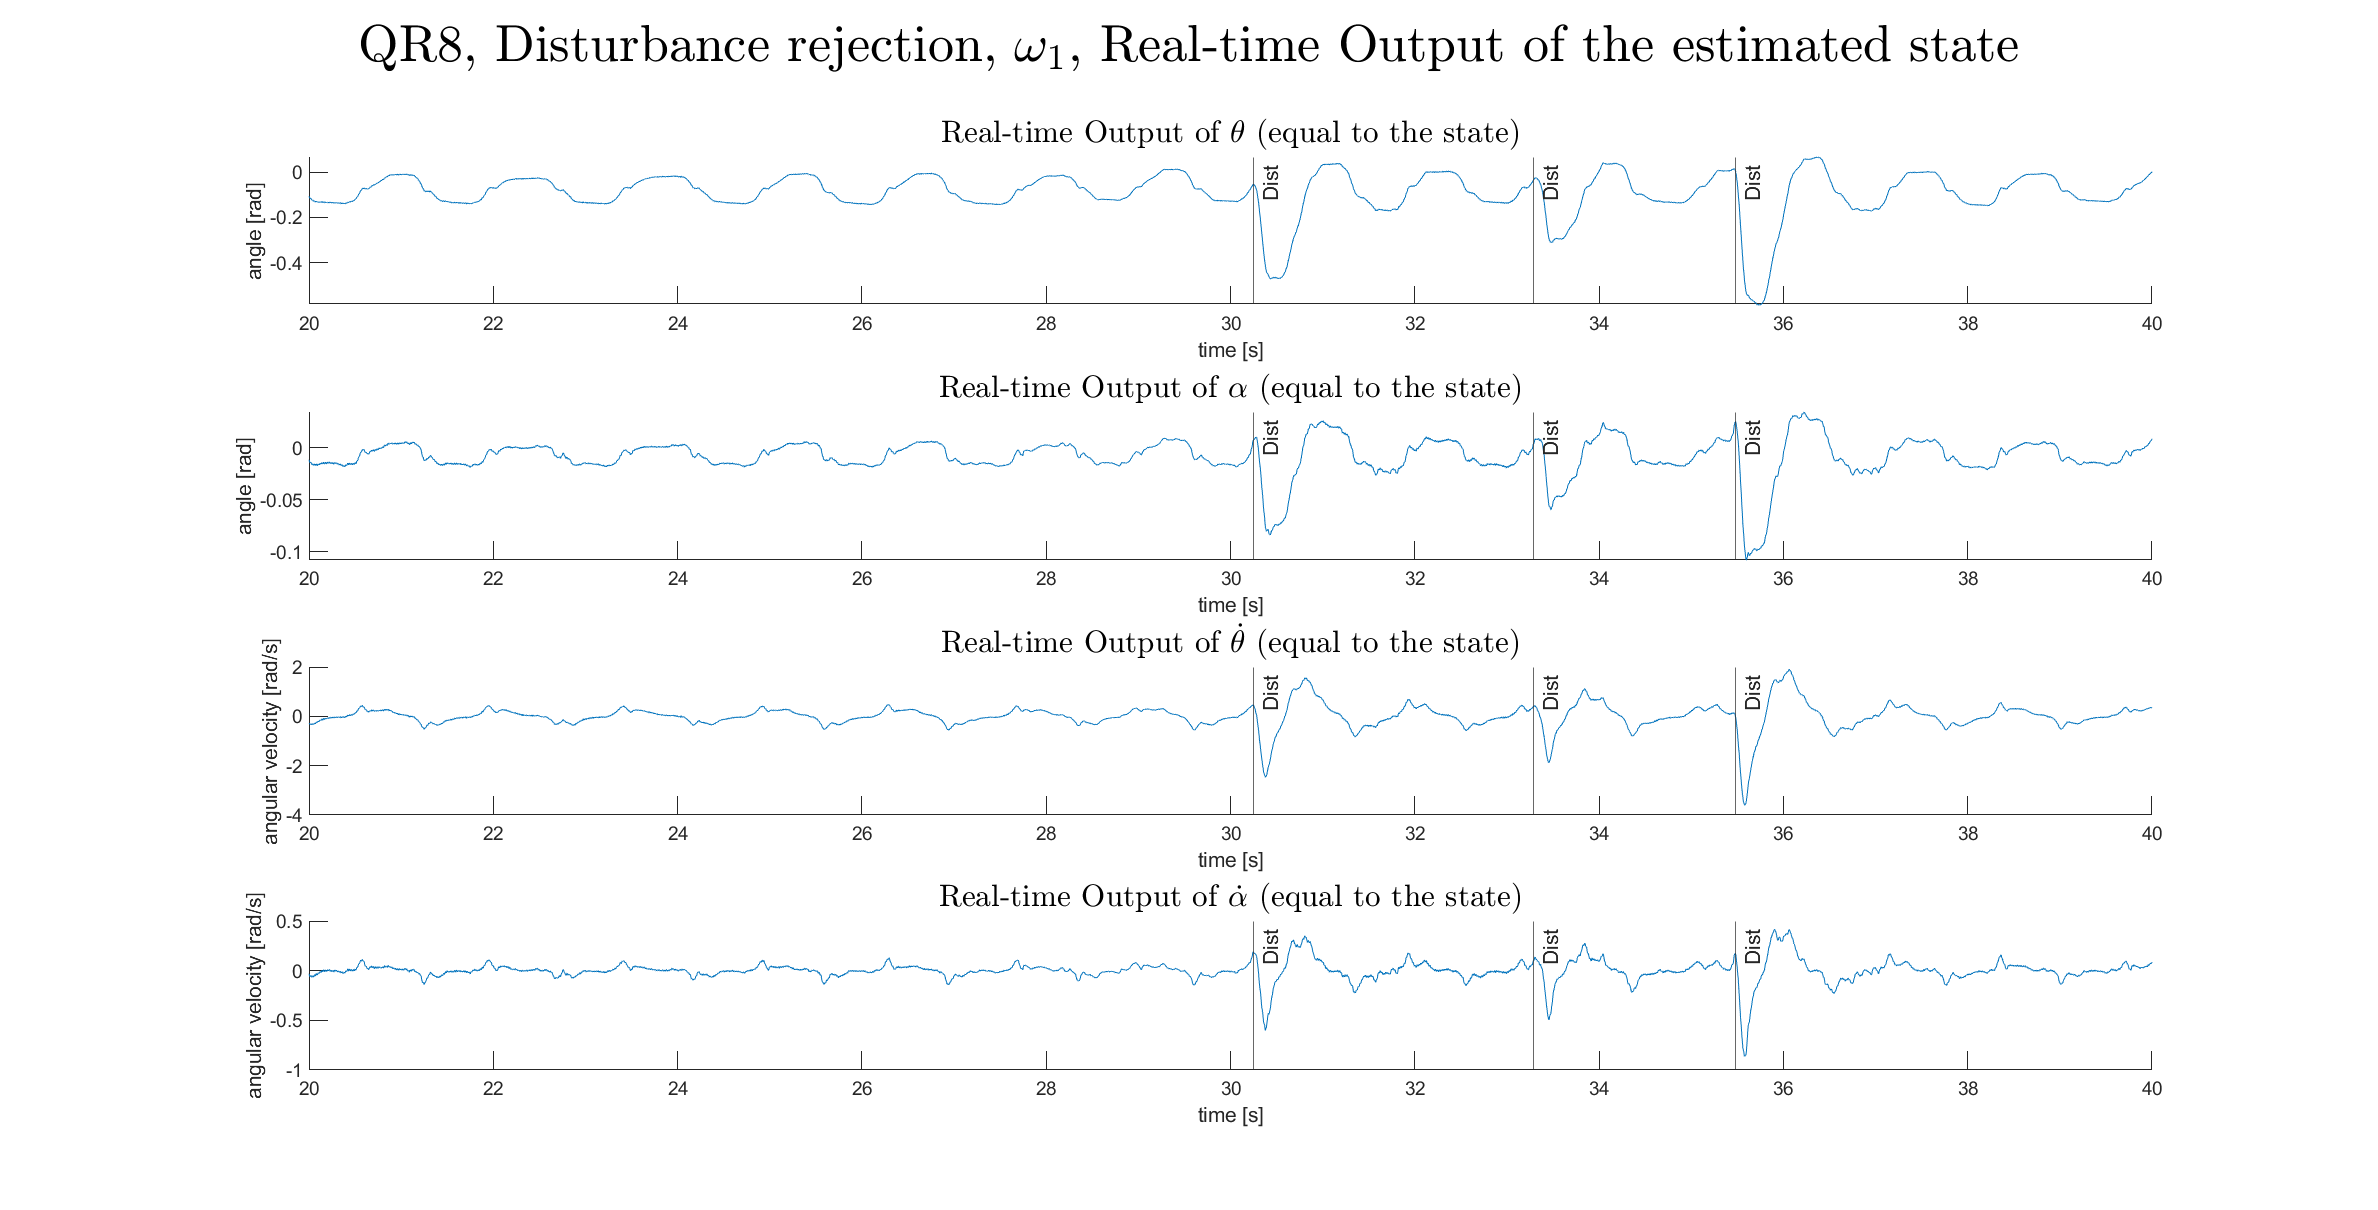 QR8, Disturbance rejection, ω₁, Real-time Output of the estimated state
Real-time Output of θ (equal to the state)
angle [rad]
0
-0.2
-0.4
Dist
Dist
Dist
20 22 24 26 28 30 32 34 36 38 40
time [s]
Real-time Output of α (equal to the state)
angle [rad]
0
-0.05
-0.1
Dist
Dist
Dist
20 22 24 26 28 30 32 34 36 38 40
time [s]
Real-time Output of θ̇ (equal to the state)
angular velocity [rad/s]
2
0
-2
-4
Dist
Dist
Dist
20 22 24 26 28 30 32 34 36 38 40
time [s]
Real-time Output of α̇ (equal to the state)
angular velocity [rad/s]
0.5
0
-0.5
-1
Dist
Dist
Dist
20 22 24 26 28 30 32 34 36 38 40
time [s]